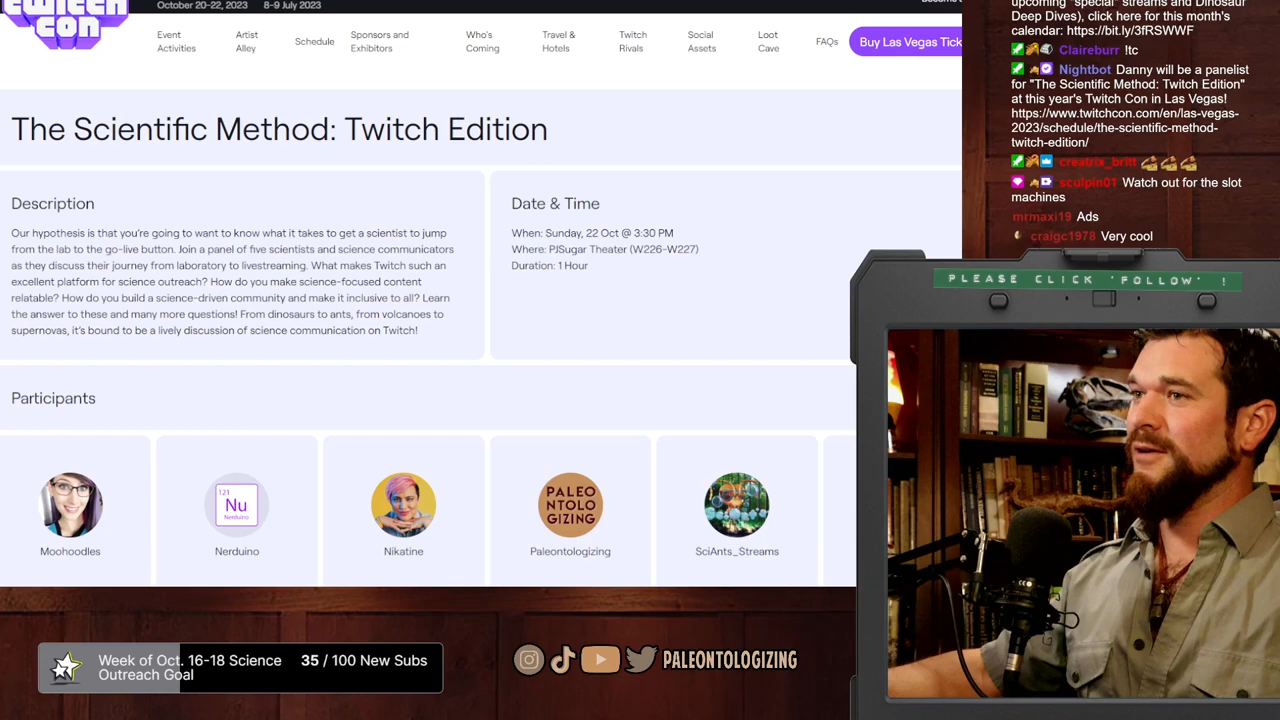 twitch
con
October 20-22, 2023 8-9 July 2023
Event
Activities
Artist
Alley
Schedule
Sponsors and
Exhibitors
Who's
Coming
Travel &
Hotels
Twitch
Rivals
Social
Assets
Loot
Cave
FAQs
Buy Las Vegas Tick
The Scientific Method: Twitch Edition
Description
Our hypothesis is that you're going to want to know what it takes to get a scientist to jump
from the lab to the go-live button. Join a panel of five scientists and science communicators
as they discuss their journey from laboratory to livestreaming. What makes Twitch such an
excellent platform for science outreach? How do you make science-focused content
relatable? How do you build a science-driven community and make it inclusive to all? Learn
the answer to these and many more questions! From dinosaurs to ants, from volcanoes to
supernovas, it's bound to be a lively discussion of science communication on Twitch!
Date & Time
When: Sunday, 22 Oct @ 3:30 PM
Where: PJSugar Theater (W226-W227)
Duration: 1 Hour
Participants
121
Nu
Nerduino
PALEO
NTOLO
GIZING
Moohoodles
Nerduino
Nikatine
Paleontologizing
SciAnts_Streams
upcoming "special" streams and Dinosaur
Deep Dives), click here for this month's
calendar: https://bit.ly/3fRSWWF
Claireburr !tc
Nightbot Danny will be a panelist
for "The Scientific Method: Twitch Edition"
at this year's Twitch Con in Las Vegas!
https://www.twitchcon.com/en/las-vegas-
2023/schedule/the-scientific-method-
twitch-edition/
creatrix_britt
sculpin01 Watch out for the slot
machines
mrmaxi19 Ads
craigc1978 Very cool
PLEASE CLICK 'FOLLOW' !
Week of Oct. 16-18 Science
Outreach Goal
35 / 100 New Subs
PALEONTOLOGIZING